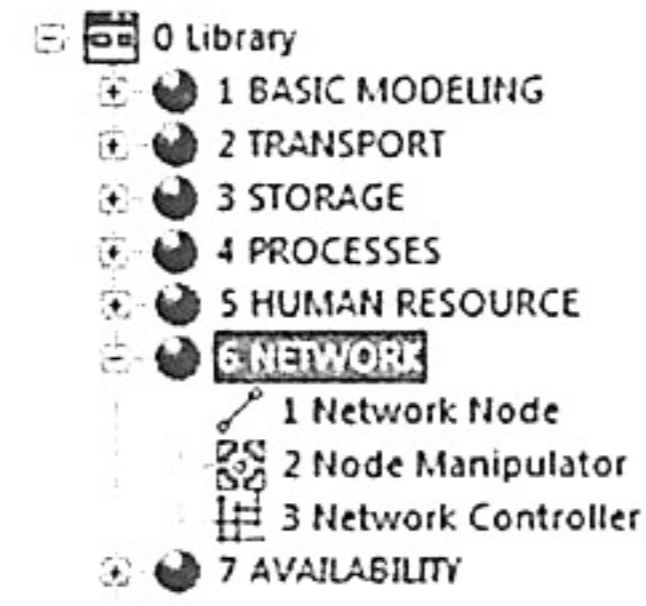 0 Library
1 BASIC MODELING
2 TRANSPORT
3 STORAGE
4 PROCESSES
5 HUMAN RESOURCE
6 NETWORK
1 Network Node
2 Node Manipulator
3 Network Controller
7 AVAILABILITY